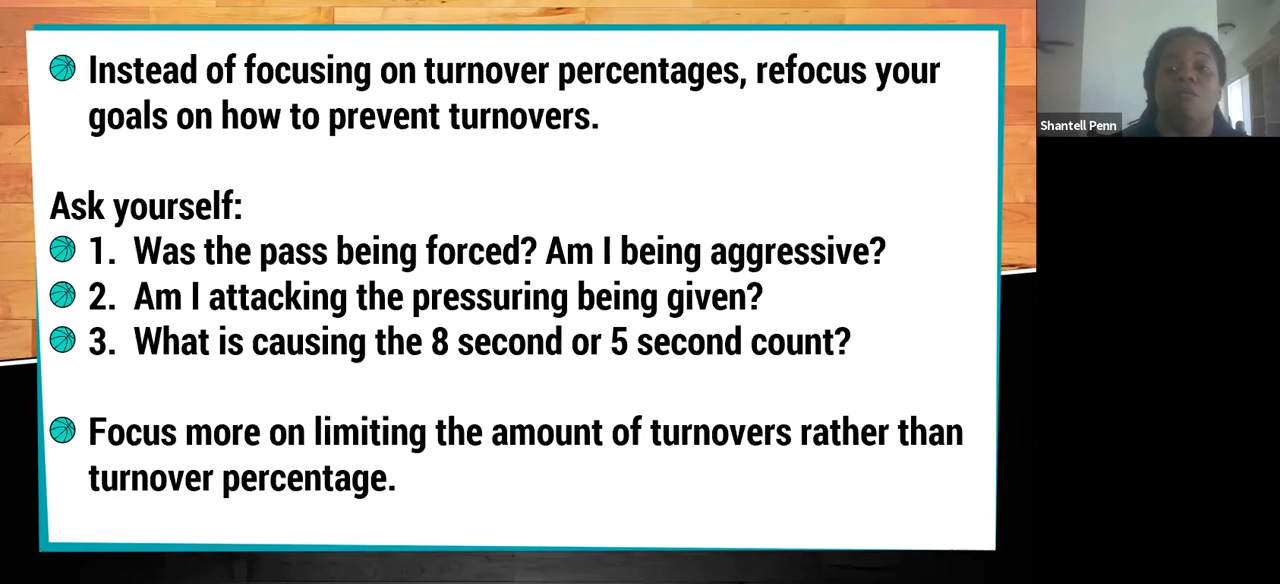 Instead of focusing on turnover percentages, refocus your
goals on how to prevent turnovers.
Ask yourself:
1. Was the pass being forced? Am I being aggressive?
2. Am I attacking the pressuring being given?
3. What is causing the 8 second or 5 second count?
Focus more on limiting the amount of turnovers rather than
turnover percentage.
Shantell Penn